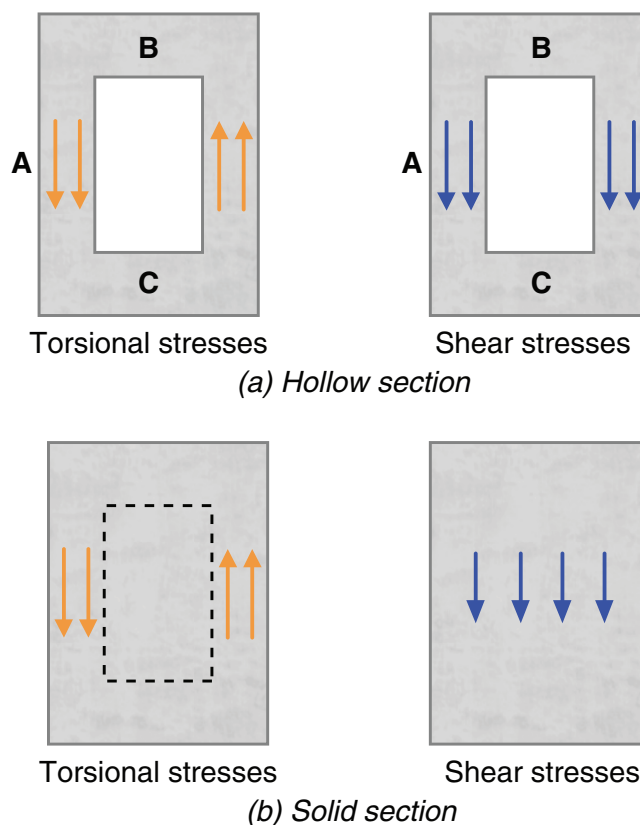 B B
A A
C C
Torsional stresses Shear stresses
(a) Hollow section
Torsional stresses Shear stresses
(b) Solid section